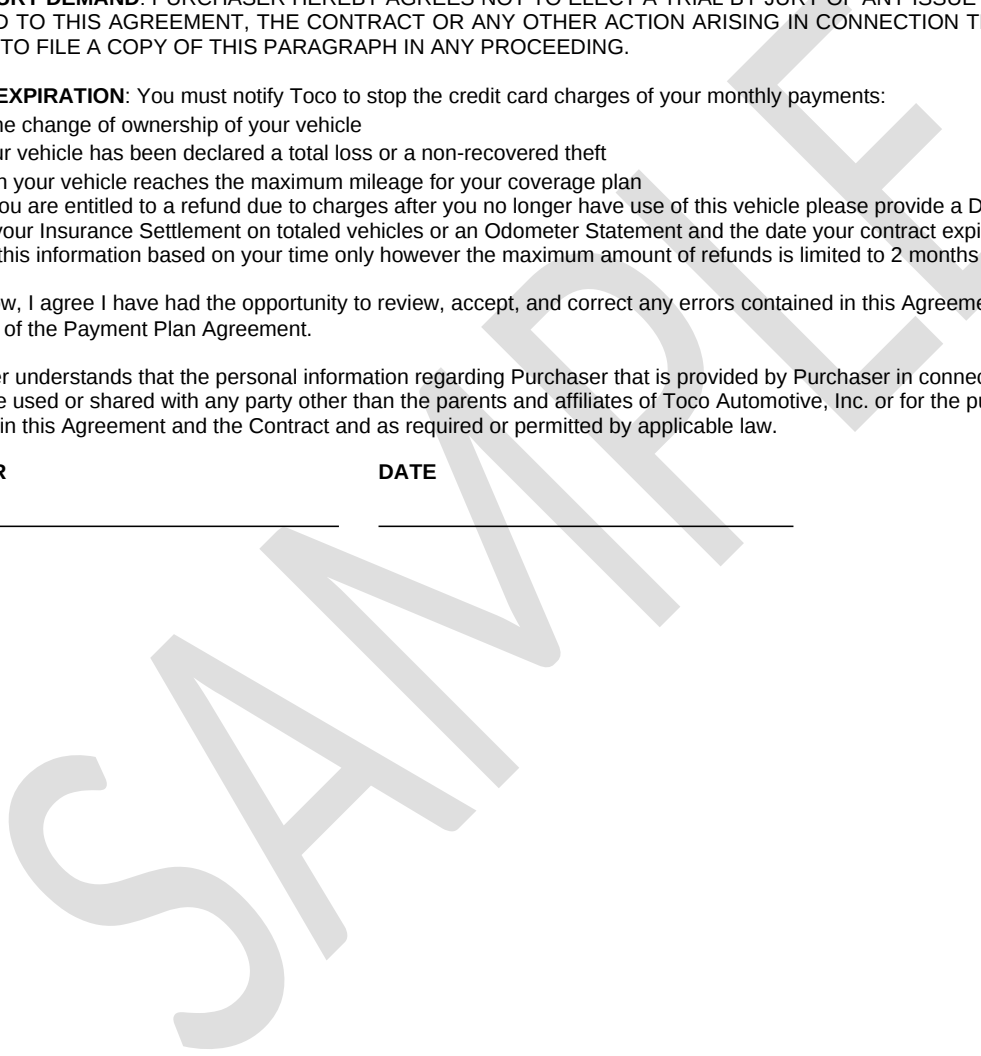 URY DEMAND: PURCHASER HEREBY AGREES NOT TO ELECT A TRIAL BY JURY OF ANY ISSUE
D TO THIS AGREEMENT, THE CONTRACT OR ANY OTHER ACTION ARISING IN CONNECTION T
TO FILE A COPY OF THIS PARAGRAPH IN ANY PROCEEDING.
EXPIRATION: You must notify Toco to stop the credit card charges of your monthly payments:
he change of ownership of your vehicle
ur vehicle has been declared a total loss or a non-recovered theft
n your vehicle reaches the maximum mileage for your coverage plan
ou are entitled to a refund due to charges after you no longer have use of this vehicle please provide a D
your Insurance Settlement on totaled vehicles or an Odometer Statement and the date your contract expi
this information based on your time only however the maximum amount of refunds is limited to 2 months
w, I agree I have had the opportunity to review, accept, and correct any errors contained in this Agreeme
of the Payment Plan Agreement.
er understands that the personal information regarding Purchaser that is provided by Purchaser in connec
e used or shared with any party other than the parents and affiliates of Toco Automotive, Inc. or for the pu
in this Agreement and the Contract and as required or permitted by applicable law.
R DATE
SAMPLE